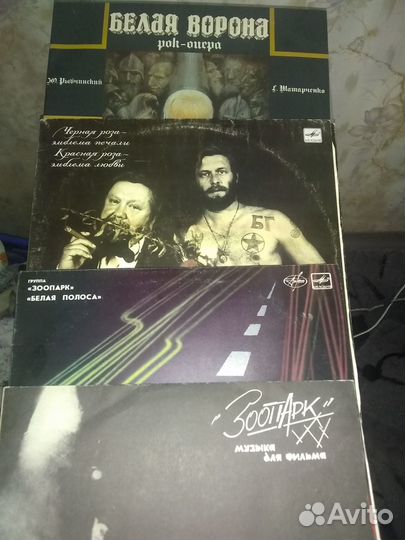 БЕЛАЯ ВОРОНА
рок-опера
Ю. Рыбчинский
Г. Татарченко
Черная роза-
эмблема печали
Красная роза-
эмблема любви
БГ
ГРУППА
«ЗООПАРК»
«БЕЛАЯ ПОЛОСА»
"ЗООПАРК"
XXX
МУЗЫКА
ДЛЯ ФИЛЬМА
Avito